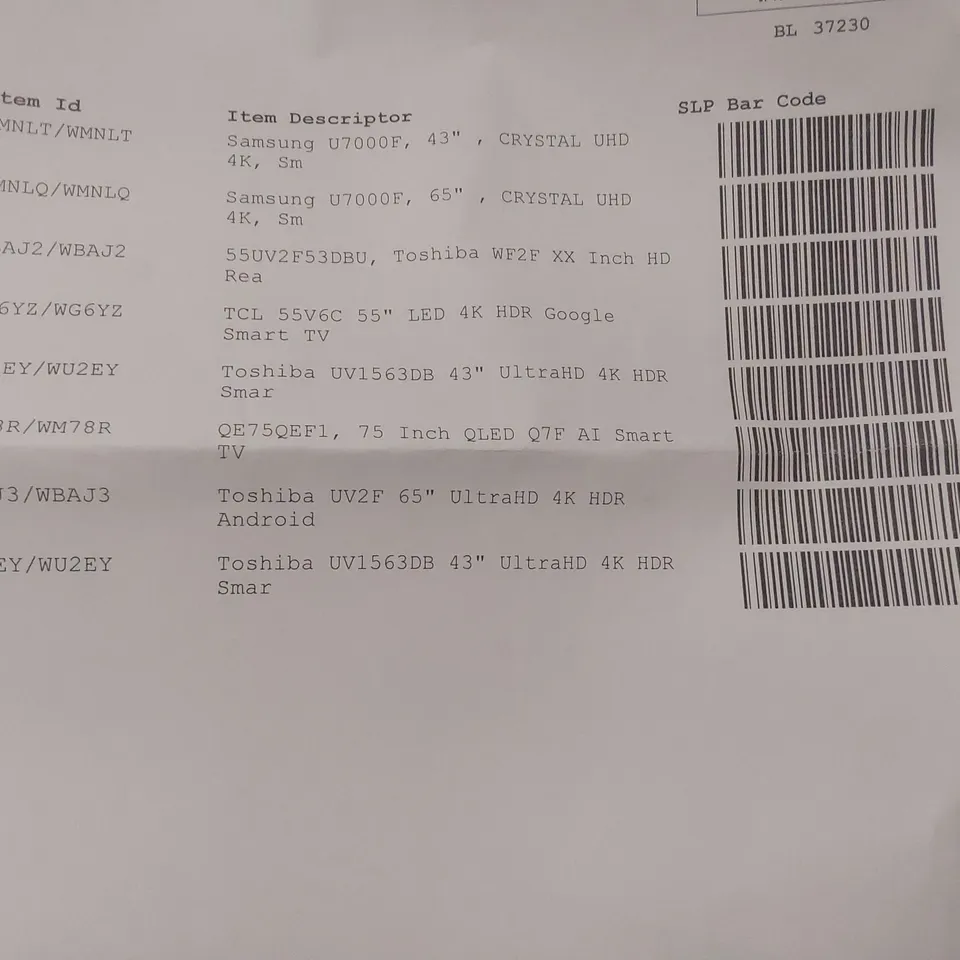 BL 37230
tem Id Item Descriptor SLP Bar Code
MNLT/WMNLT Samsung U7000F, 43" , CRYSTAL UHD
4K, Sm
MNLQ/WMNLQ Samsung U7000F, 65" , CRYSTAL UHD
4K, Sm
AJ2/WBAJ2 55UV2F53DBU, Toshiba WF2F XX Inch HD
Rea
6YZ/WG6YZ TCL 55V6C 55" LED 4K HDR Google
Smart TV
EY/WU2EY Toshiba UV1563DB 43" UltraHD 4K HDR
Smar
8R/WM78R QE75QEF1, 75 Inch QLED Q7F AI Smart
TV
J3/WBAJ3 Toshiba UV2F 65" UltraHD 4K HDR
Android
EY/WU2EY Toshiba UV1563DB 43" UltraHD 4K HDR
Smar